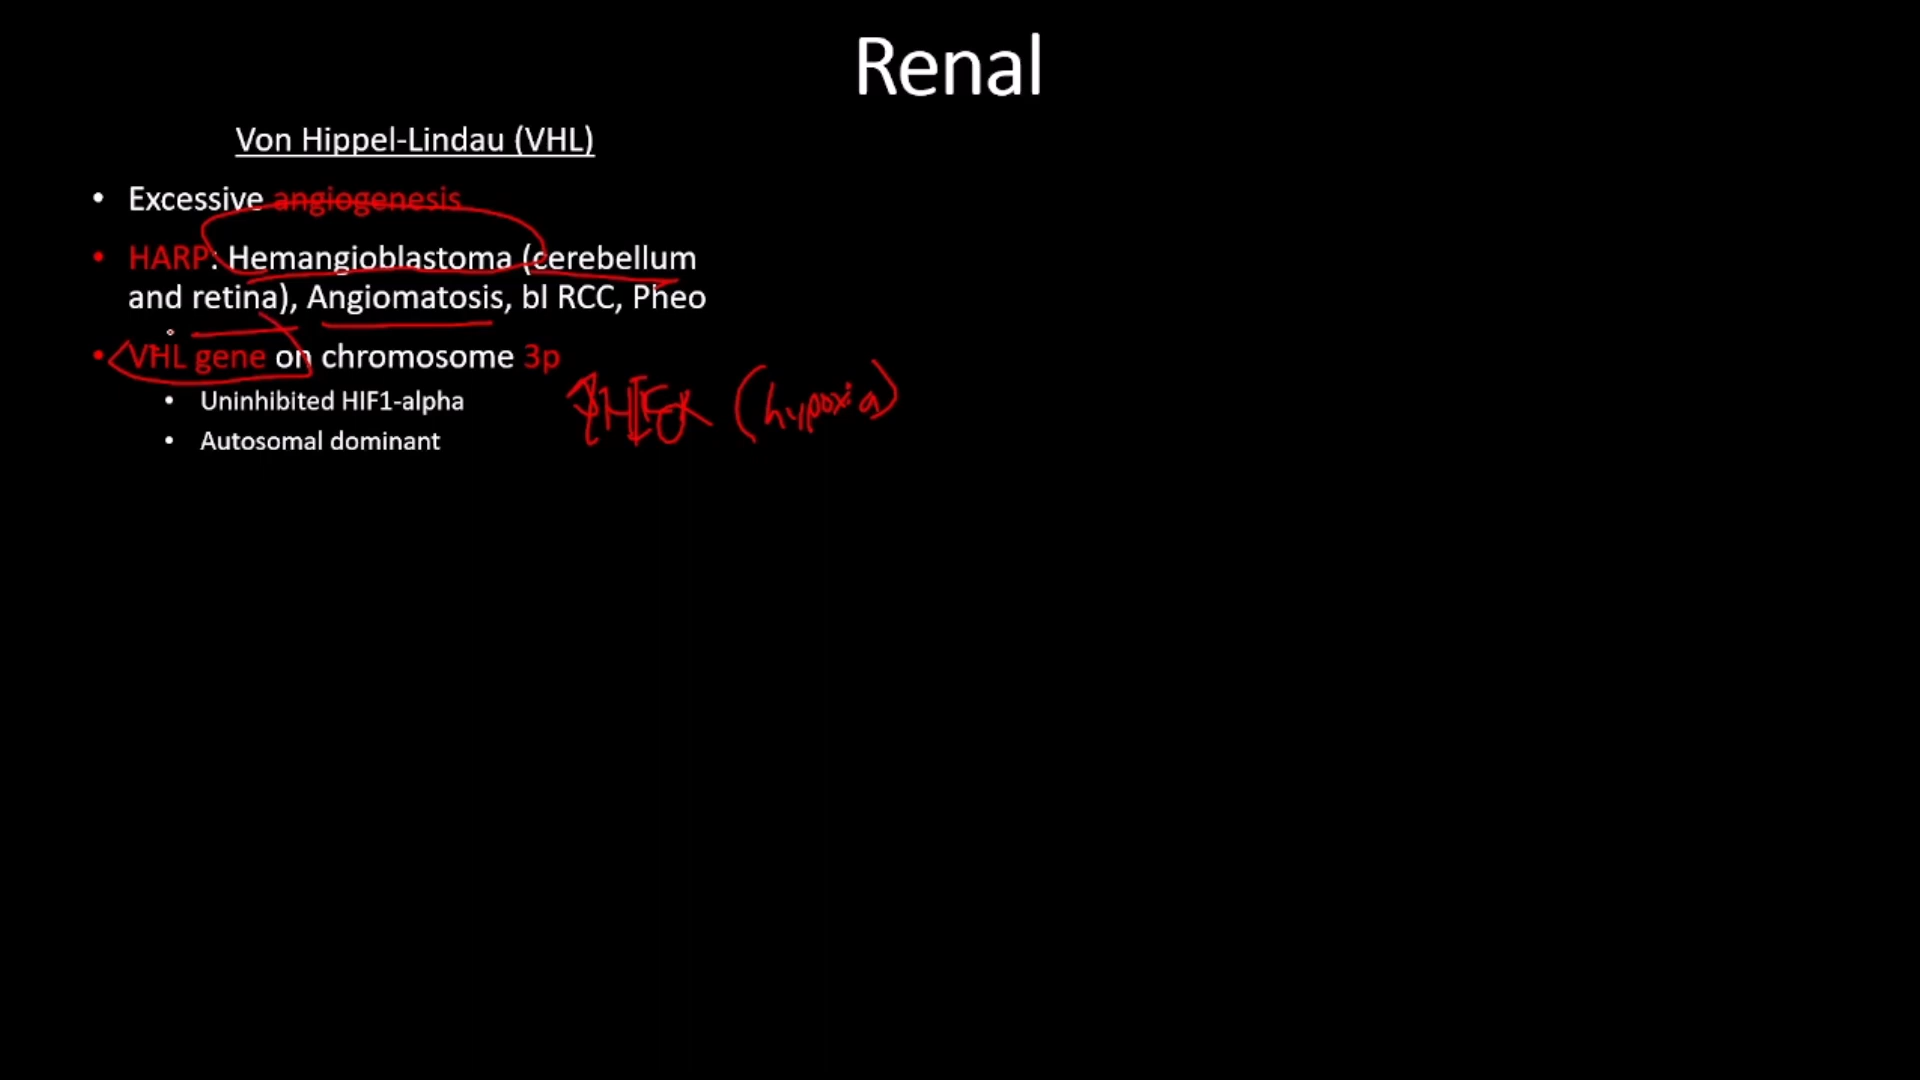 Renal
Von Hippel-Lindau (VHL)
• Excessive angiogenesis
• HARP: Hemangioblastoma (cerebellum
and retina), Angiomatosis, bl RCC, Pheo
• VHL gene on chromosome 3p
• Uninhibited HIF1-alpha
(hypoxia)
• Autosomal dominant